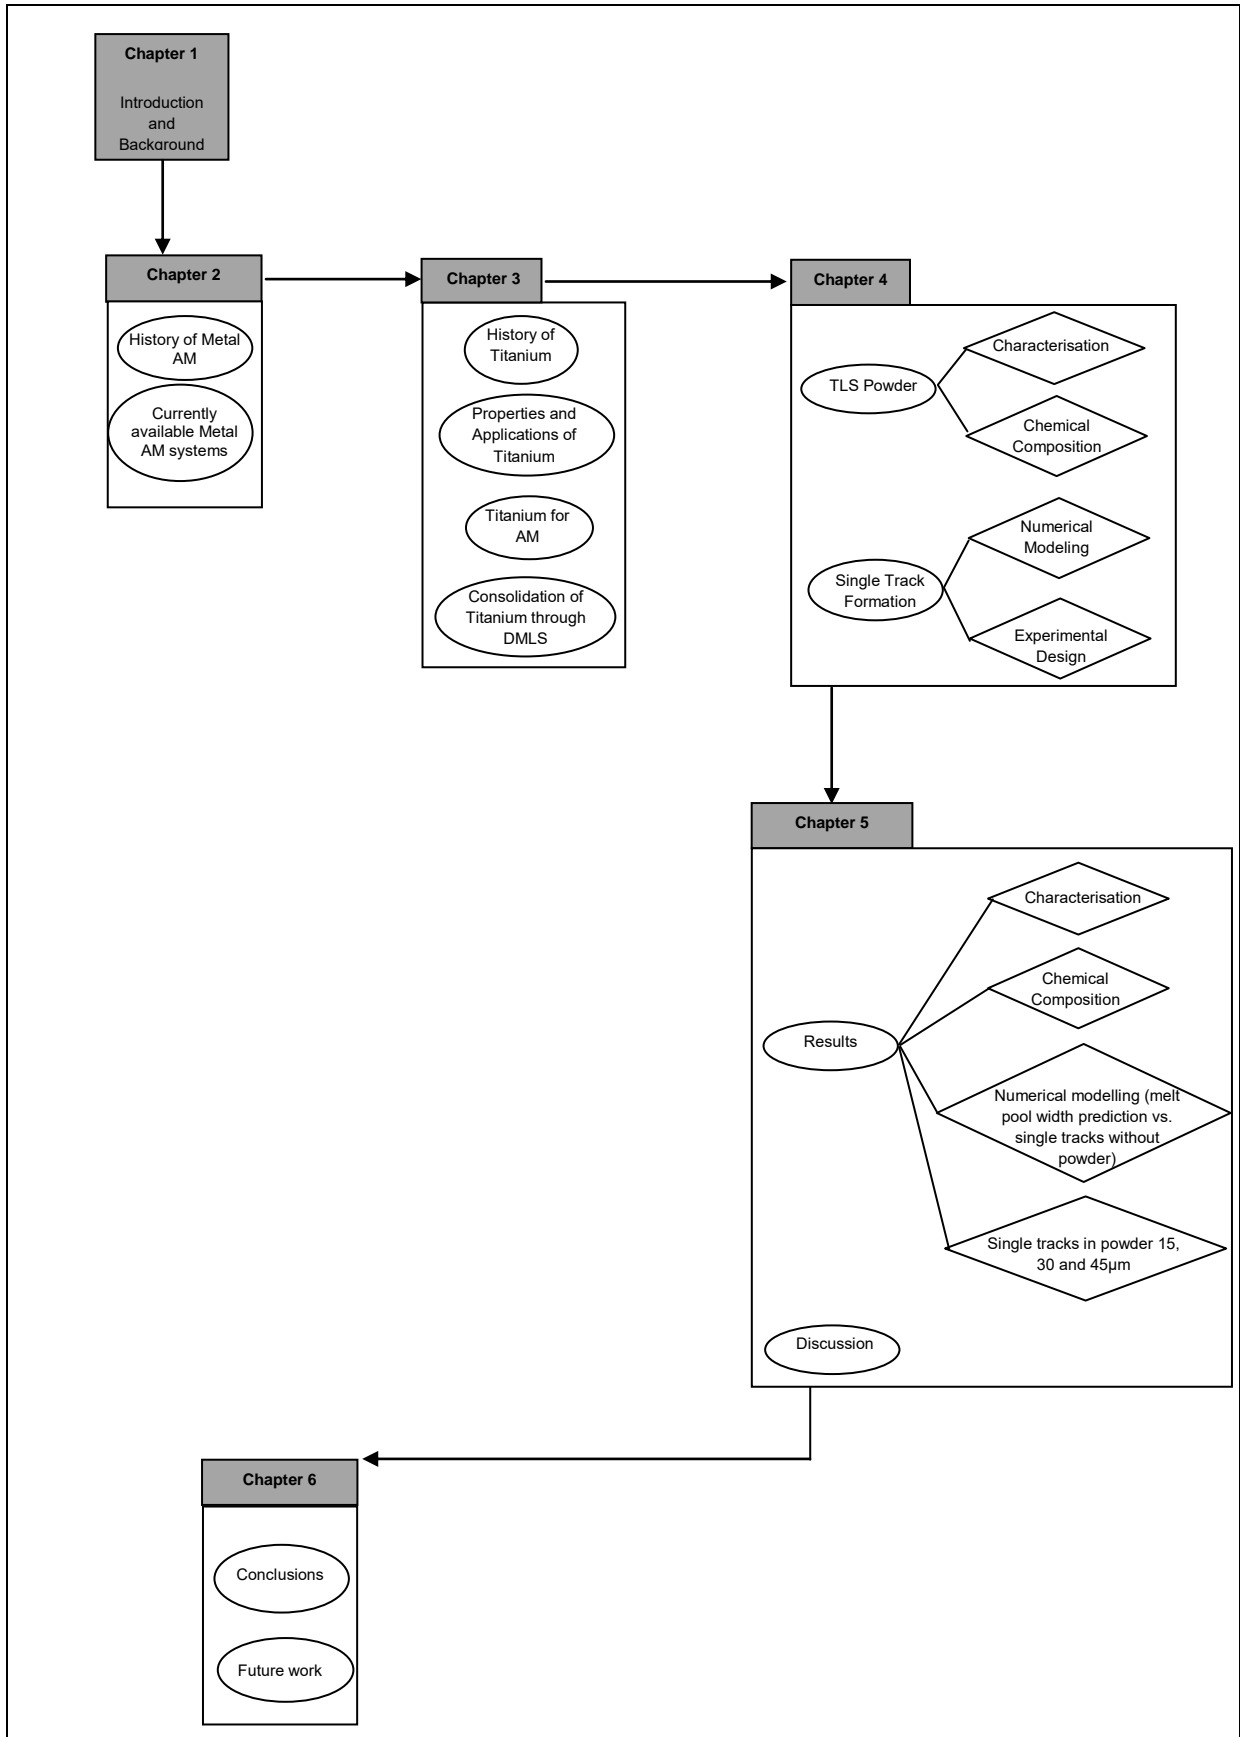 Chapter 1
Introduction
and
Background
Chapter 2
History of Metal
AM
Currently
available Metal
AM systems
Chapter 3
History of
Titanium
Properties and
Applications of
Titanium
Titanium for
AM
Consolidation of
Titanium through
DMLS
Chapter 4
TLS Powder
Characterisation
Chemical
Composition
Single Track
Formation
Numerical
Modeling
Experimental
Design
Chapter 5
Results
Characterisation
Chemical
Composition
Numerical modelling (melt
pool width prediction vs.
single tracks without
powder)
Single tracks in powder 15,
30 and 45µm
Discussion
Chapter 6
Conclusions
Future work